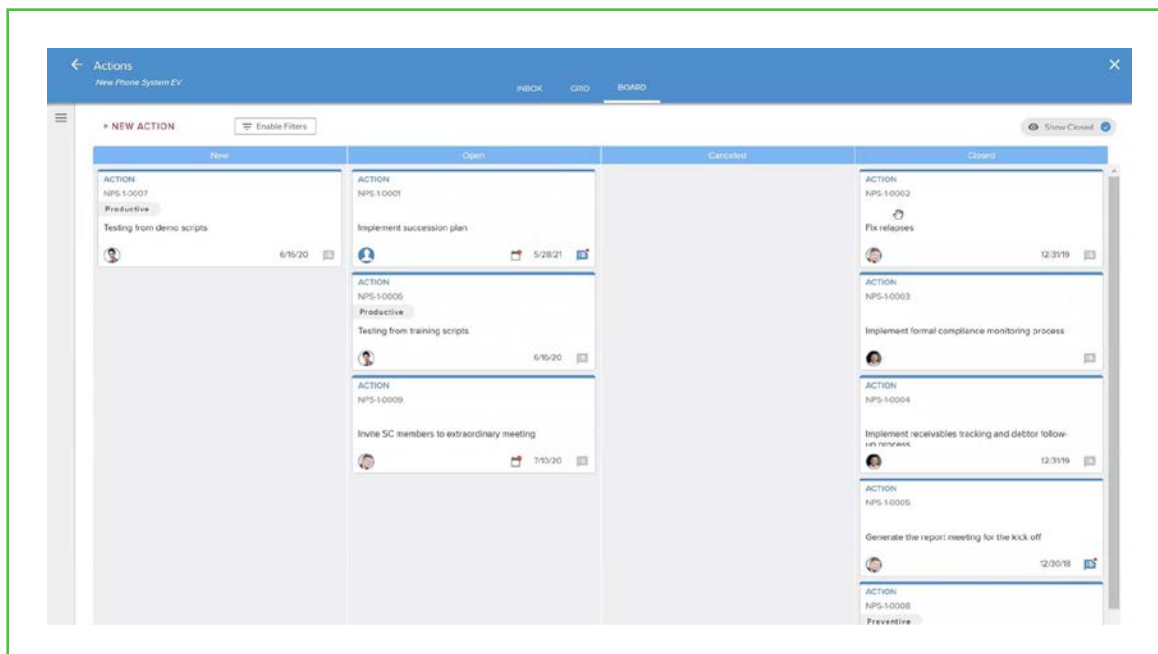 Actions
New Phone System EV
INBOX GRID BOARD
+ NEW ACTION
Enable Filters
Show Closed
New
Open
Canceled
Closed
ACTION
NPS-1-0007
Productive
Testing from demo scripts
6/15/20
ACTION
NPS-1-0001
Implement succession plan
5/28/21
ACTION
NPS-1-0006
Productive
Testing from training scripts
6/16/20
ACTION
NPS-1-0009
Invite SC members to extraordinary meeting
7/10/20
ACTION
NPS-1-0002
Fix relapses
12/31/19
ACTION
NPS-1-0003
Implement formal compliance monitoring process
ACTION
NPS-1-0004
Implement receivables tracking and debtor follow-
up process
12/31/19
ACTION
NPS-1-0005
Generate the report meeting for the kick off
12/30/18
ACTION
NPS-1-0008
Preventive